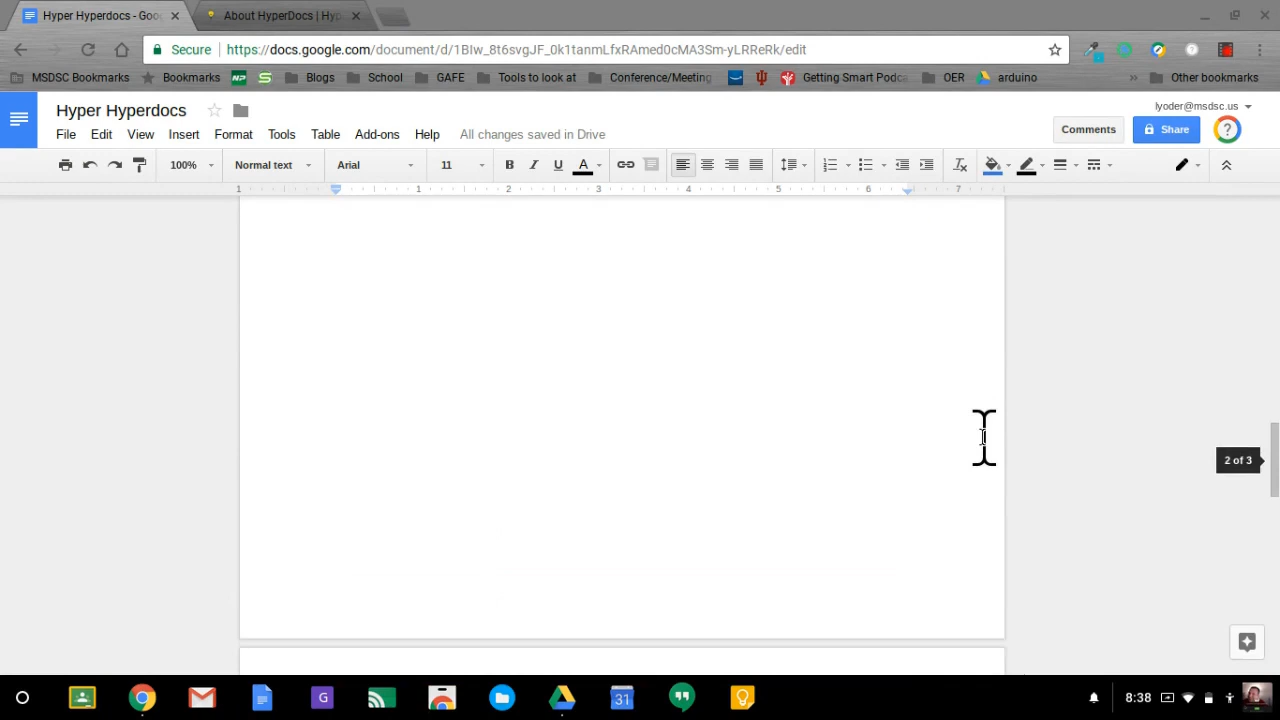 Hyper Hyperdocs - Goo
About HyperDocs | Hyp
Secure
https://docs.google.com/document/d/1BIw_8t6svgJF_0k1tanmLfxRAmed0cMA3Sm-yLRReRk/edit
MSDSC Bookmarks
Bookmarks
NP
S
Blogs
School
GAFE
Tools to look at
Conference/Meeting
Getting Smart Podca
OER
arduino
»
Other bookmarks
Hyper Hyperdocs
lyoder@msdsc.us
File Edit View Insert Format Tools Table Add-ons Help All changes saved in Drive
Comments
Share
?
100% Normal text Arial 11 B I U A
1 1 2 3 4 5 6 7
2 of 3
G
31
8:38